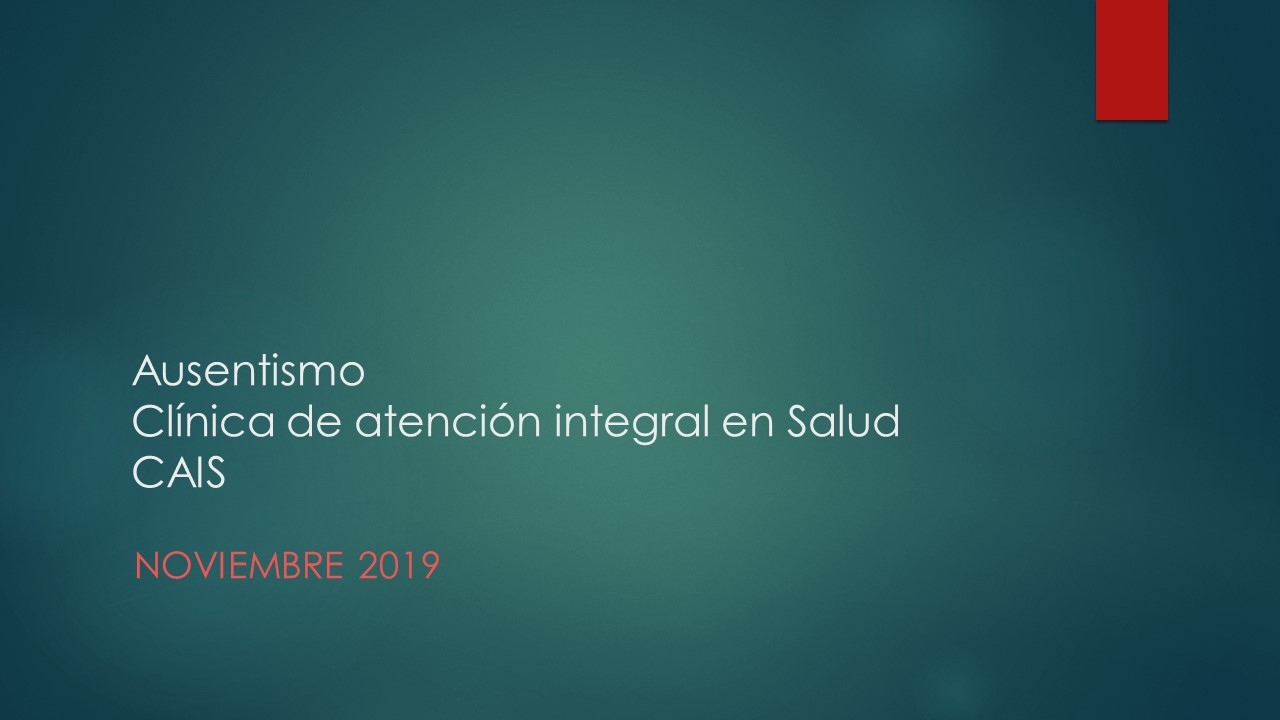 Ausentismo
Clínica de atención integral en Salud
CAIS
NOVIEMBRE 2019